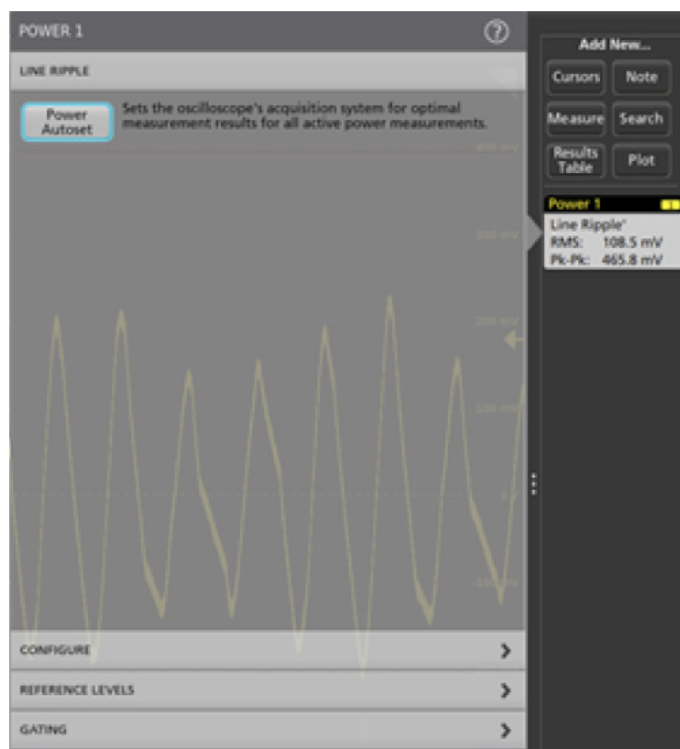 POWER 1
?
LINE RIPPLE
Power
Autoset
Sets the oscilloscope's acquisition system for optimal
measurement results for all active power measurements.
400 mV
300 mV
200 mV
100 mV
0 V
-100 mV
CONFIGURE
REFERENCE LEVELS
GATING
Add New...
Cursors
Note
Measure
Search
Results
Table
Plot
Power 1
1
Line Ripple'
RMS: 108.5 mV
Pk-Pk: 465.8 mV